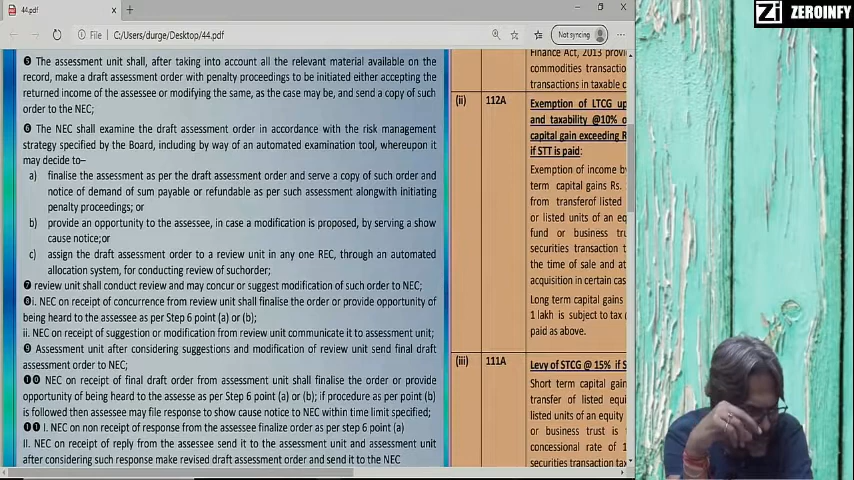 44.pdf
File
C:/Users/durge/Desktop/44.pdf
Not syncing
Zi ZEROINFY
❺ The assessment unit shall, after taking into account all the relevant material available on the
record, make a draft assessment order with penalty proceedings to be initiated either accepting the
returned income of the assessee or modifying the same, as the case may be, and send a copy of such
order to the NEC;
❻ The NEC shall examine the draft assessment order in accordance with the risk management
strategy specified by the Board, including by way of an automated examination tool, whereupon it
may decide to–
a) finalise the assessment as per the draft assessment order and serve a copy of such order and
notice of demand of sum payable or refundable as per such assessment alongwith initiating
penalty proceedings; or
b) provide an opportunity to the assessee, in case a modification is proposed, by serving a show
cause notice;or
c) assign the draft assessment order to a review unit in any one REC, through an automated
allocation system, for conducting review of suchorder;
❼ review unit shall conduct review and may concur or suggest modification of such order to NEC;
❽i. NEC on receipt of concurrence from review unit shall finalise the order or provide opportunity of
being heard to the assessee as per Step 6 point (a) or (b);
ii. NEC on receipt of suggestion or modification from review unit communicate it to assessment unit;
❾ Assessment unit after considering suggestions and modification of review unit send final draft
assessment order to NEC;
❶⓿ NEC on receipt of final draft order from assessment unit shall finalise the order or provide
opportunity of being heard to the assesse as per Step 6 point (a) or (b); if procedure as per point (b)
is followed then assessee may file response to show cause notice to NEC within time limit specified;
❶❶ I. NEC on non receipt of response from the assessee finalize order as per step 6 point (a)
II. NEC on receipt of reply from the assessee send it to the assessment unit and assessment unit
after considering such response make revised draft assessment order and send it to the NEC
Finance Act, 2013
commodities transactio
transactions in taxable c
(ii) 112A Exemption of LTCG up
and taxability @10% o
capital gain exceeding R
if STT is paid:
Exemption of income b
term capital gains Rs.
from transferof listed
or listed units of an eq
fund or business tru
securities transaction t
the time of sale and at
acquisition in certain cas
Long term capital gains
1 lakh is subject to tax
paid as above.
(iii) 111A Levy of STCG @ 15% if S
Short term capital gain
transfer of listed equi
listed units of an equity
or business trust is
concessional rate of 1
securities transaction tax